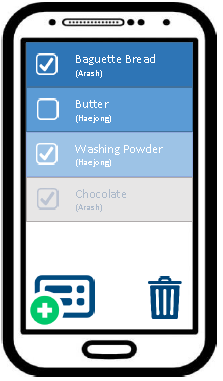 Baguette Bread
(Arash)
Butter
(Haejong)
Washing Powder
(Haejong)
Chocolate
(Arash)